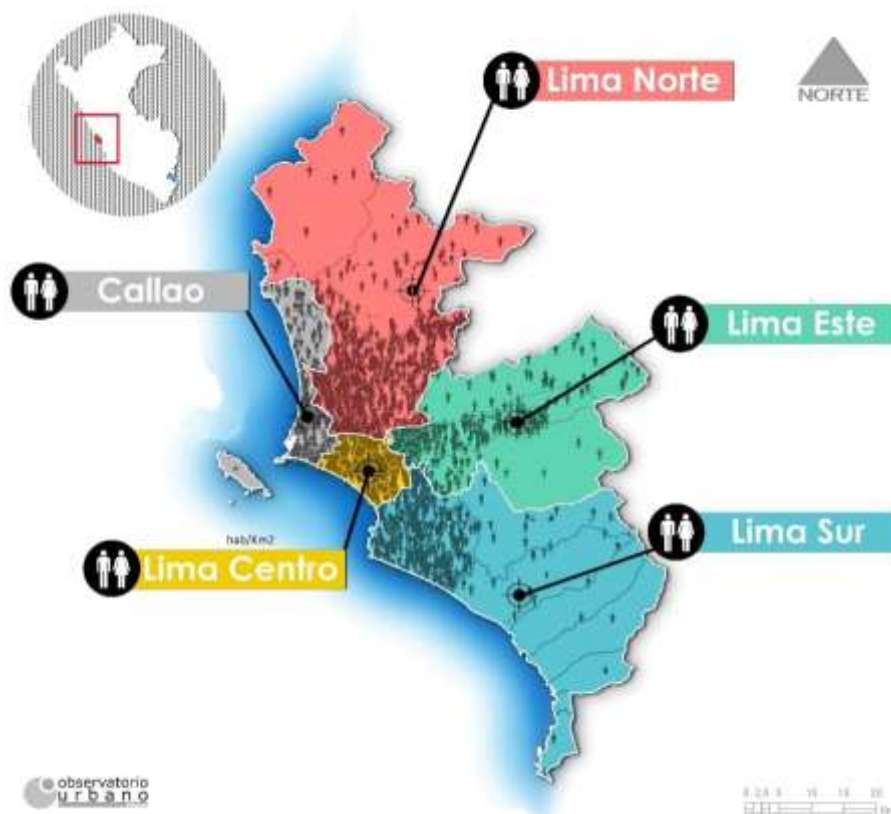 Lima Norte
NORTE
Callao
Lima Este
Lima Sur
hab/Km2
Lima Centro
observatorio
urbano